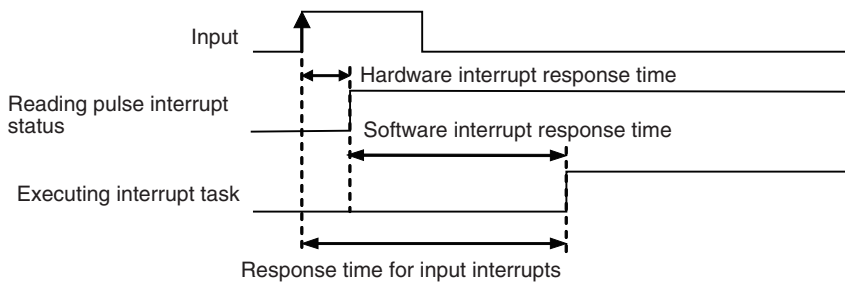 Input
Hardware interrupt response time
Reading pulse interrupt
status
Software interrupt response time
Executing interrupt task
Response time for input interrupts